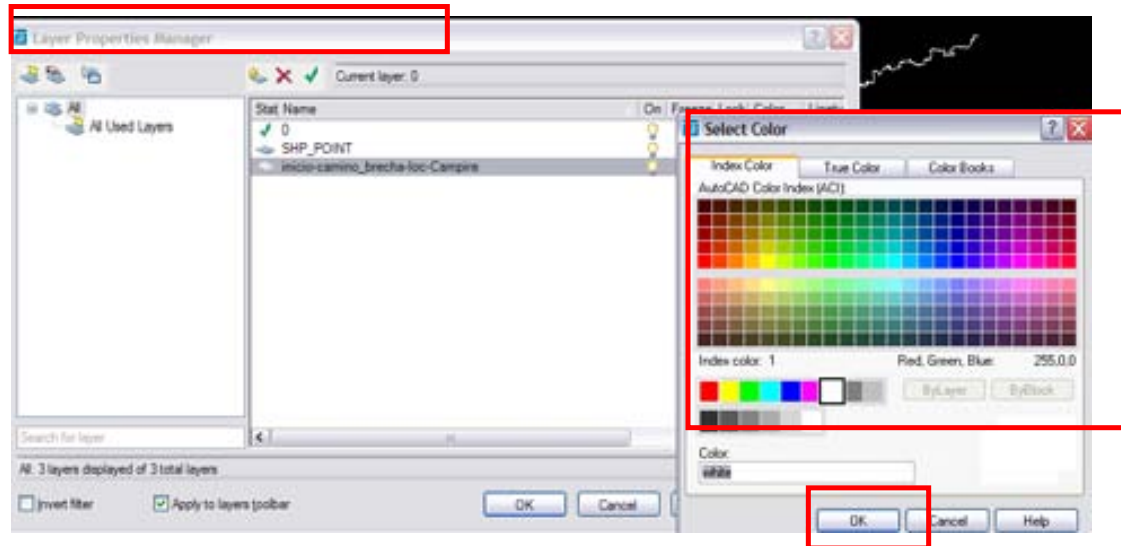 Layer Properties Manager
Current layer: 0
All
All Used Layers
Stat Name On Freeze Lock Color Linety
0
SHP_POINT
inicio-camino_brecha-loc-Campire
Search for layer
All: 3 layers displayed of 3 total layers
Invert filter
Apply to layers toolbar
OK Cancel
Select Color
Index Color True Color Color Books
AutoCAD Color Index (ACI):
Index color: 1 Red, Green, Blue: 255,0,0
ByLayer ByBlock
Color:
white
OK Cancel Help